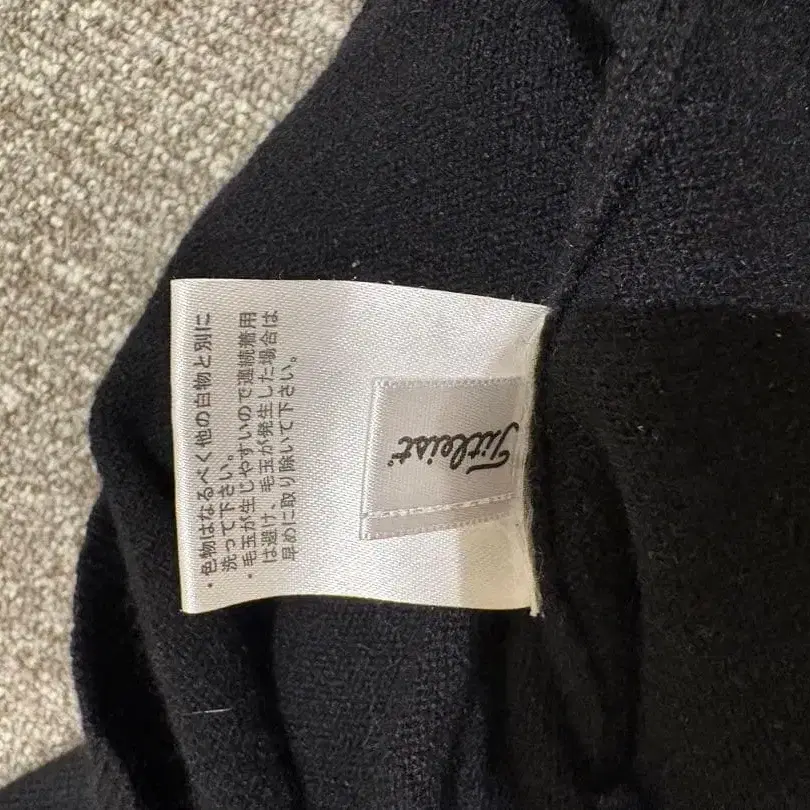 ・色物はなるべく他の白物と別に
洗って下さい。
・毛玉が生じやすいので連続着用
は避け、毛玉が発生した場合は
早めに取り除いて下さい。
Titleist